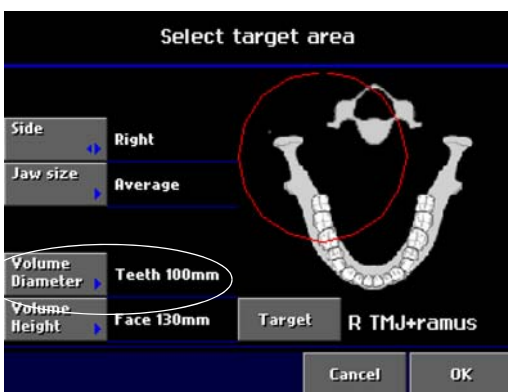 Select target area
Side
Right
Jaw size
Average
Volume
Diameter
Teeth 100mm
Volume
Height
Face 130mm
Target
R TMJ+ramus
Cancel
OK